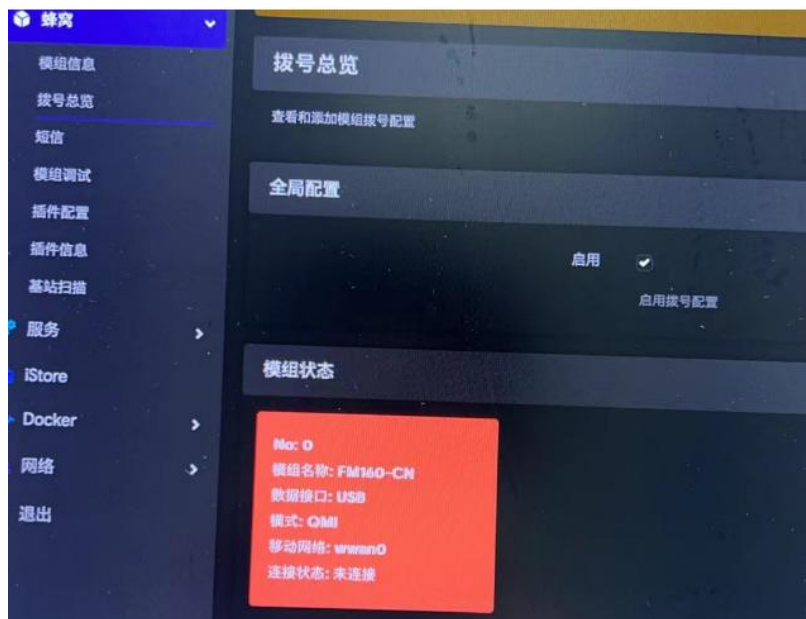 蜂窝
模组信息
拨号总览
短信
模组调试
插件配置
插件信息
基站扫描
服务
iStore
Docker
网络
退出
拨号总览
查看和添加模组拨号配置
全局配置
启用
启用拨号配置
模组状态
No: 0
模组名称: FM160-CN
数据接口: USB
模式: QMI
移动网络: wwan0
连接状态: 未连接